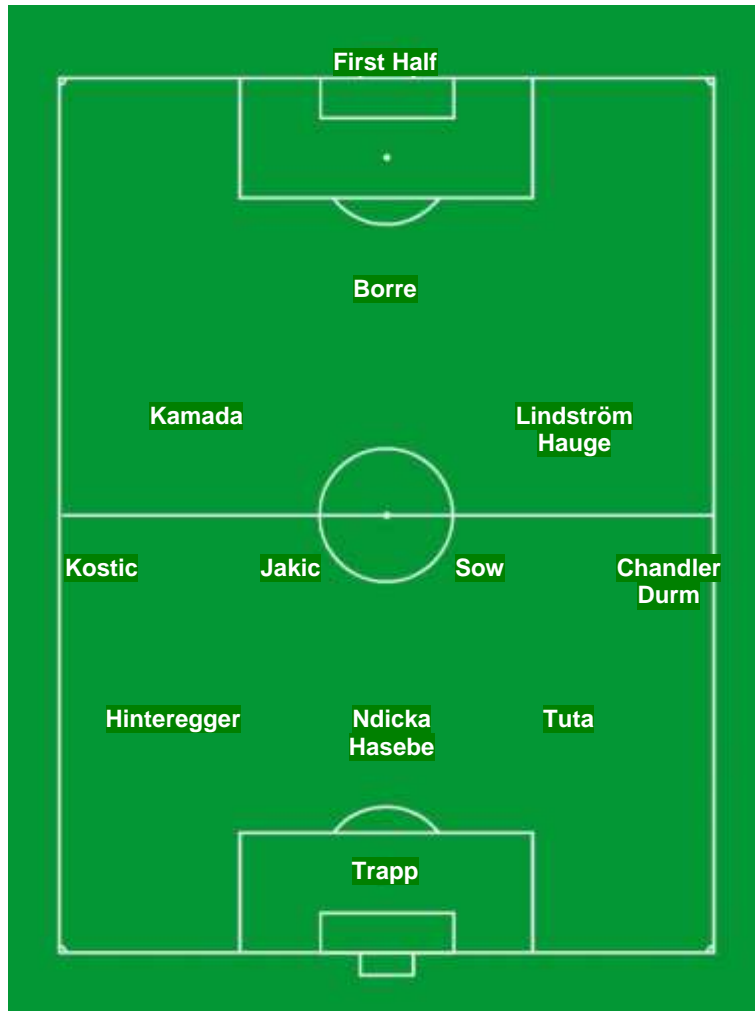 First Half
Borre
Kamada
Lindström
Hauge
Kostic
Jakic
Sow
Chandler
Durm
Hinteregger
Ndicka
Hasebe
Tuta
Trapp